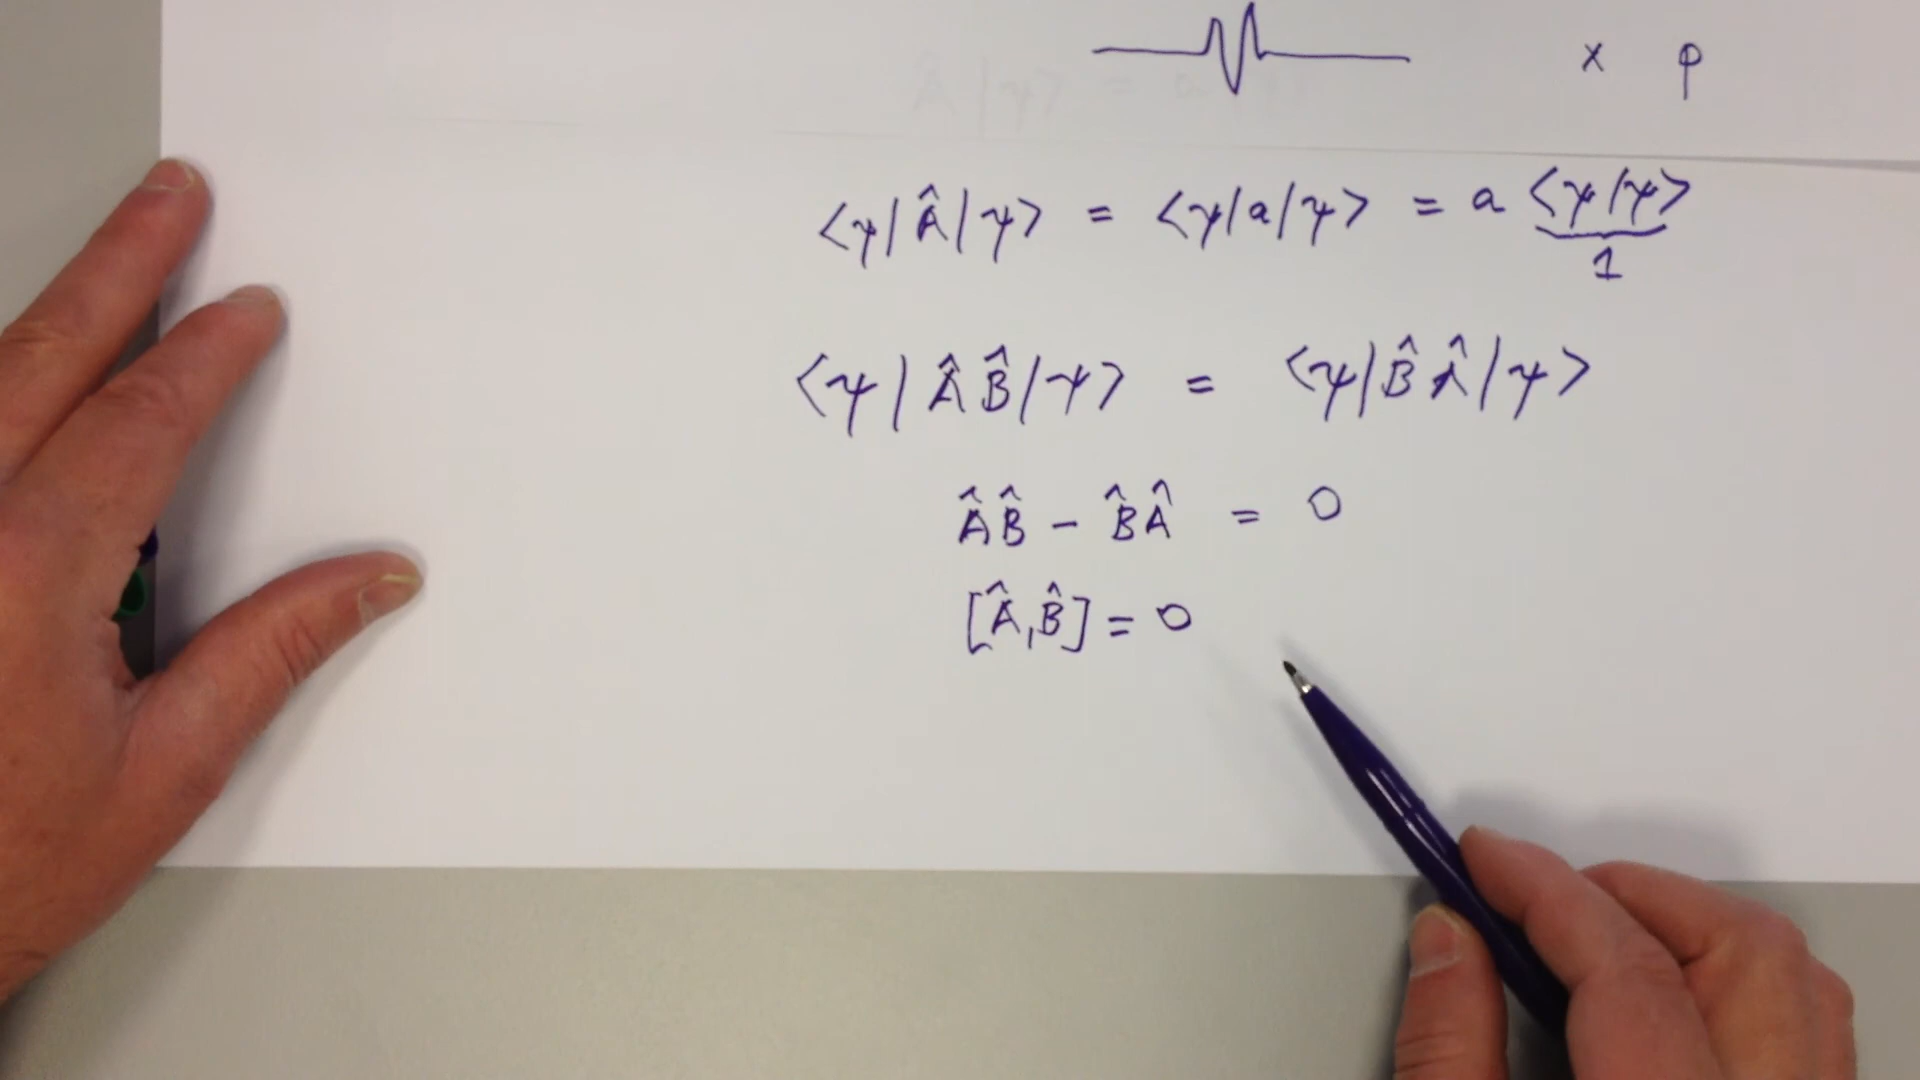 x p
⟨ψ|Â|ψ⟩ = ⟨ψ|a|ψ⟩ = a ⟨ψ|ψ⟩
1
⟨ψ|ÂB̂|ψ⟩ = ⟨ψ|B̂Â|ψ⟩
ÂB̂ - B̂Â = 0
[Â,B̂] = 0